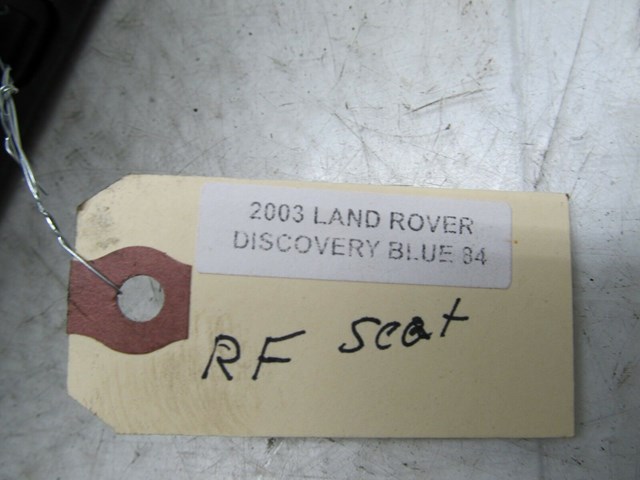 2003 LAND ROVER
DISCOVERY BLUE 84
RF seat